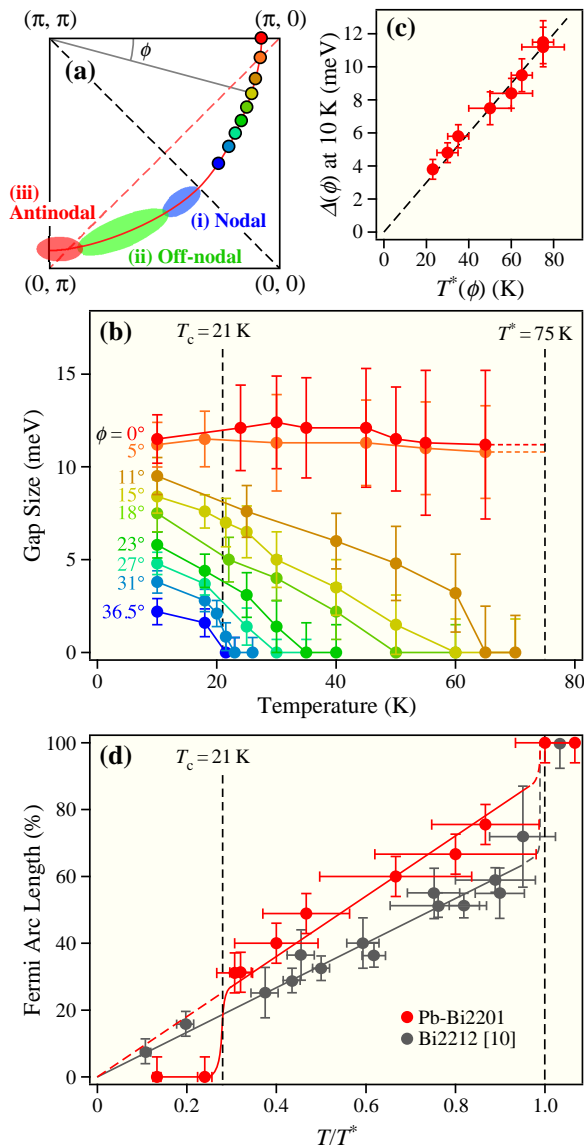 (π, π)
(π, 0)
ϕ
(a)
(iii)
Antinodal
(i) Nodal
(ii) Off-nodal
(0, π)
(0, 0)
(c)
Δ(ϕ) at 10 K (meV)
12
10
8
6
4
2
0
0
20
40
60
80
T*(ϕ) (K)
(b)
Tc = 21 K
T* = 75 K
Gap Size (meV)
15
10
5
0
ϕ = 0°
5°
11°
15°
18°
23°
27°
31°
36.5°
0
20
40
60
80
Temperature (K)
(d)
Tc = 21 K
Fermi Arc Length (%)
100
80
60
40
20
0
Pb-Bi2201
Bi2212 [10]
0
0.2
0.4
0.6
0.8
1.0
T/T*